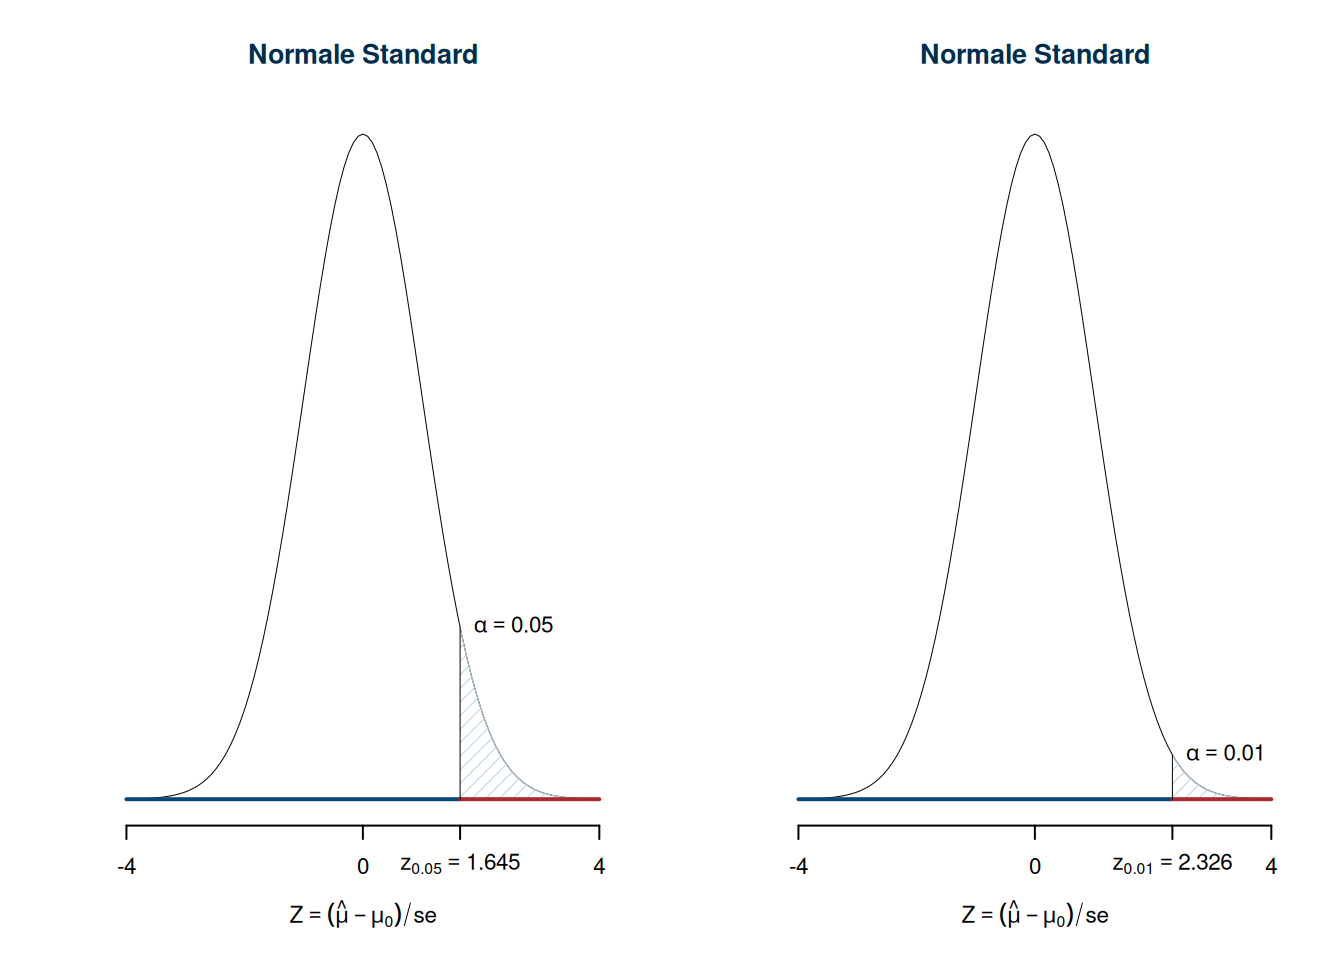 Normale Standard
α = 0.05
-4 0 z0.05 = 1.645 4
Z = (μ̂ − μ0)/se
Normale Standard
α = 0.01
-4 0 z0.01 = 2.326 4
Z = (μ̂ − μ0)/se